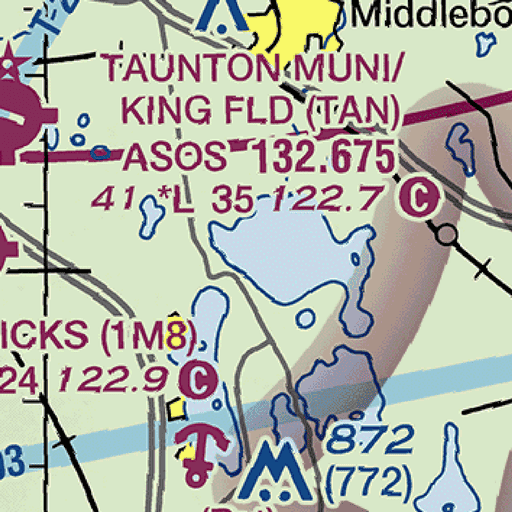 Middlebo
TAUNTON MUNI/
KING FLD (TAN)
ASOS 132.675
41 *L 35 122.7 C
ICKS (1M8)
24 122.9 C
872
(772)